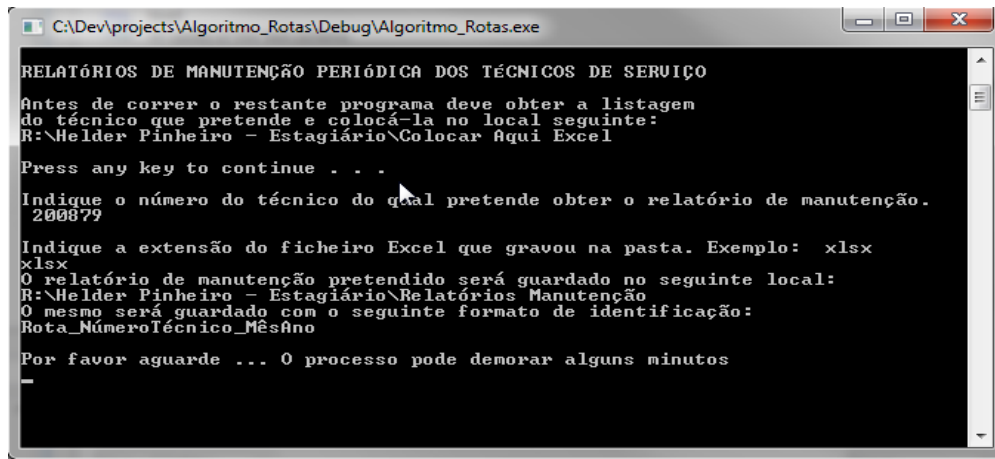 C:\Dev\projects\Algoritmo_Rotas\Debug\Algoritmo_Rotas.exe
RELATóRIOS DE MANUTENÇÃO PERIóDICA DOS TéCNICOS DE SERVIÇO
Antes de correr o restante programa deve obter a listagem
do técnico que pretende e colocá-la no local seguinte:
R:\Helder Pinheiro - Estagiário\Colocar Aqui Excel
Press any key to continue . . .
Indique o número do técnico do qual pretende obter o relatório de manutenção.
200879
Indique a extensão do ficheiro Excel que gravou na pasta. Exemplo:  xlsx
xlsx
O relatório de manutenção pretendido será guardado no seguinte local:
R:\Helder Pinheiro - Estagiário\Relatórios Manutenção
O mesmo será guardado com o seguinte formato de identificação:
Rota_NúmeroTécnico_MêsAno
Por favor aguarde ... O processo pode demorar alguns minutos